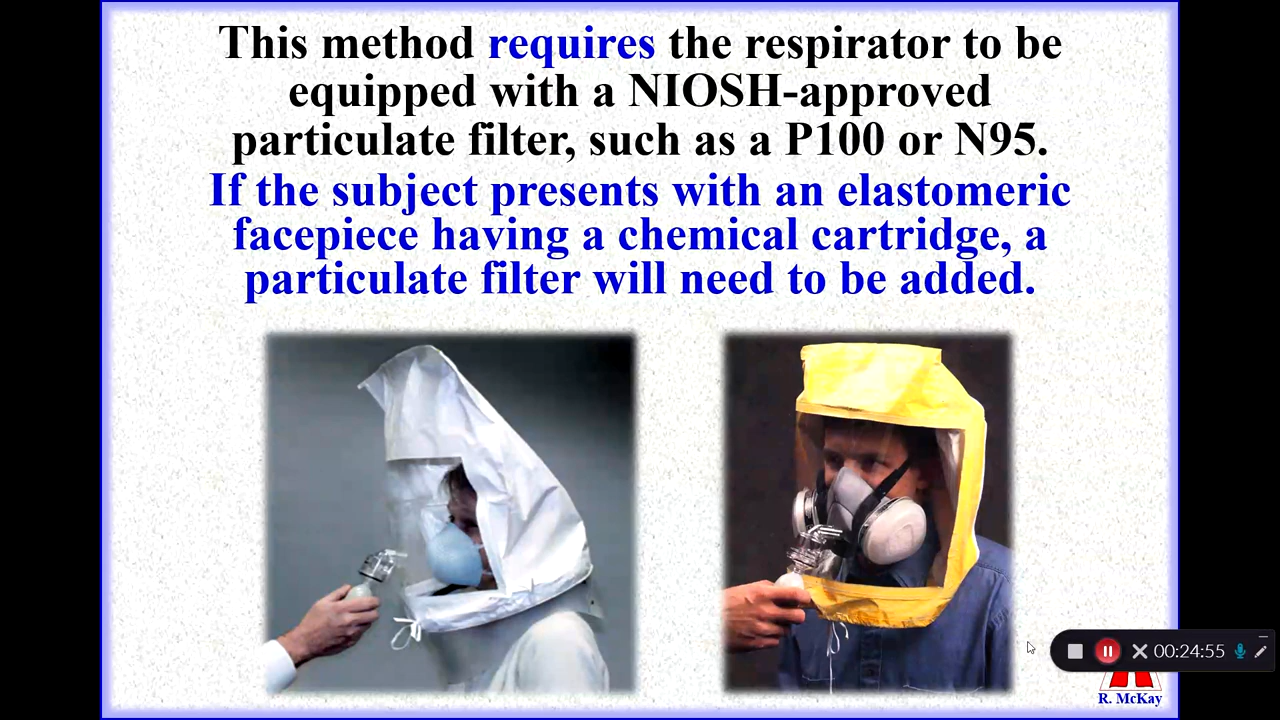 This method requires the respirator to be
equipped with a NIOSH-approved
particulate filter, such as a P100 or N95.
If the subject presents with an elastomeric
facepiece having a chemical cartridge, a
particulate filter will need to be added.
00:24:55
R. McKay